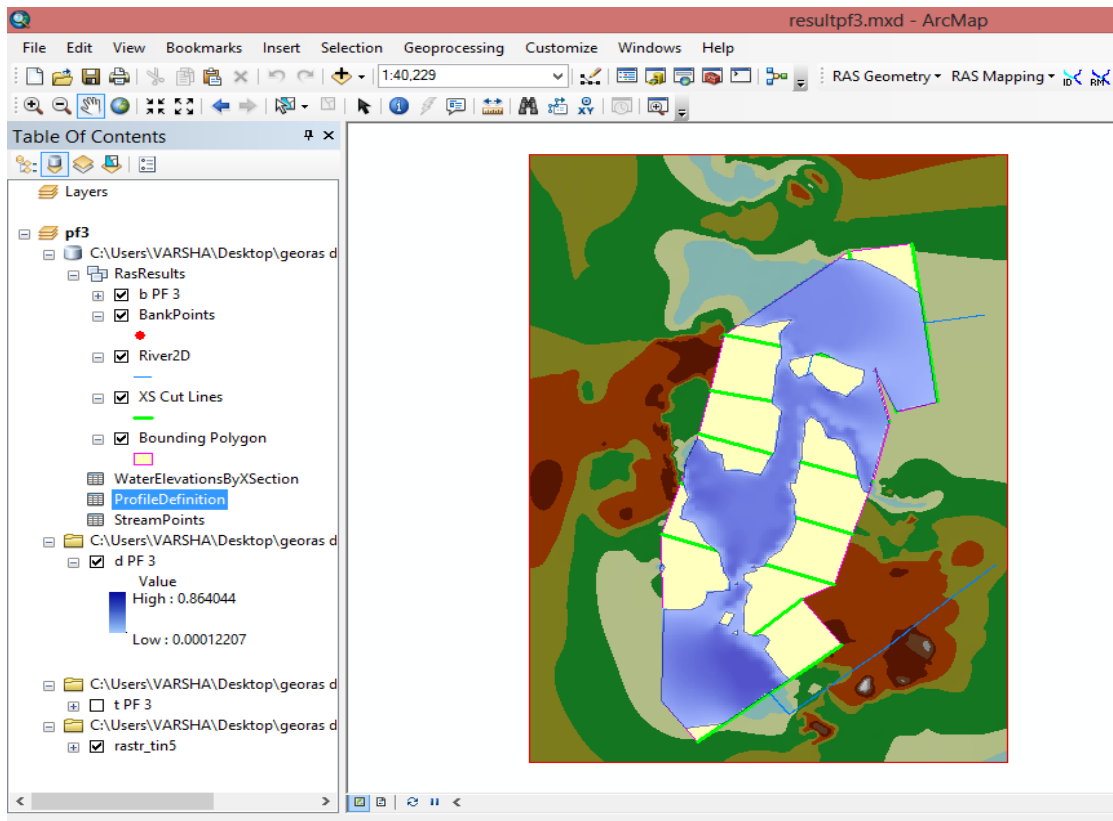 resultpf3.mxd - ArcMap
File Edit View Bookmarks Insert Selection Geoprocessing Customize Windows Help
1:40,229 RAS Geometry RAS Mapping ID RM
XY
Table Of Contents
Layers
pf3
C:\Users\VARSHA\Desktop\georas d
RasResults
b PF 3
BankPoints
River2D
XS Cut Lines
Bounding Polygon
WaterElevationsByXSection
ProfileDefinition
StreamPoints
C:\Users\VARSHA\Desktop\georas d
d PF 3
Value
High : 0.864044
Low : 0.00012207
C:\Users\VARSHA\Desktop\georas d
t PF 3
C:\Users\VARSHA\Desktop\georas d
rastr_tin5